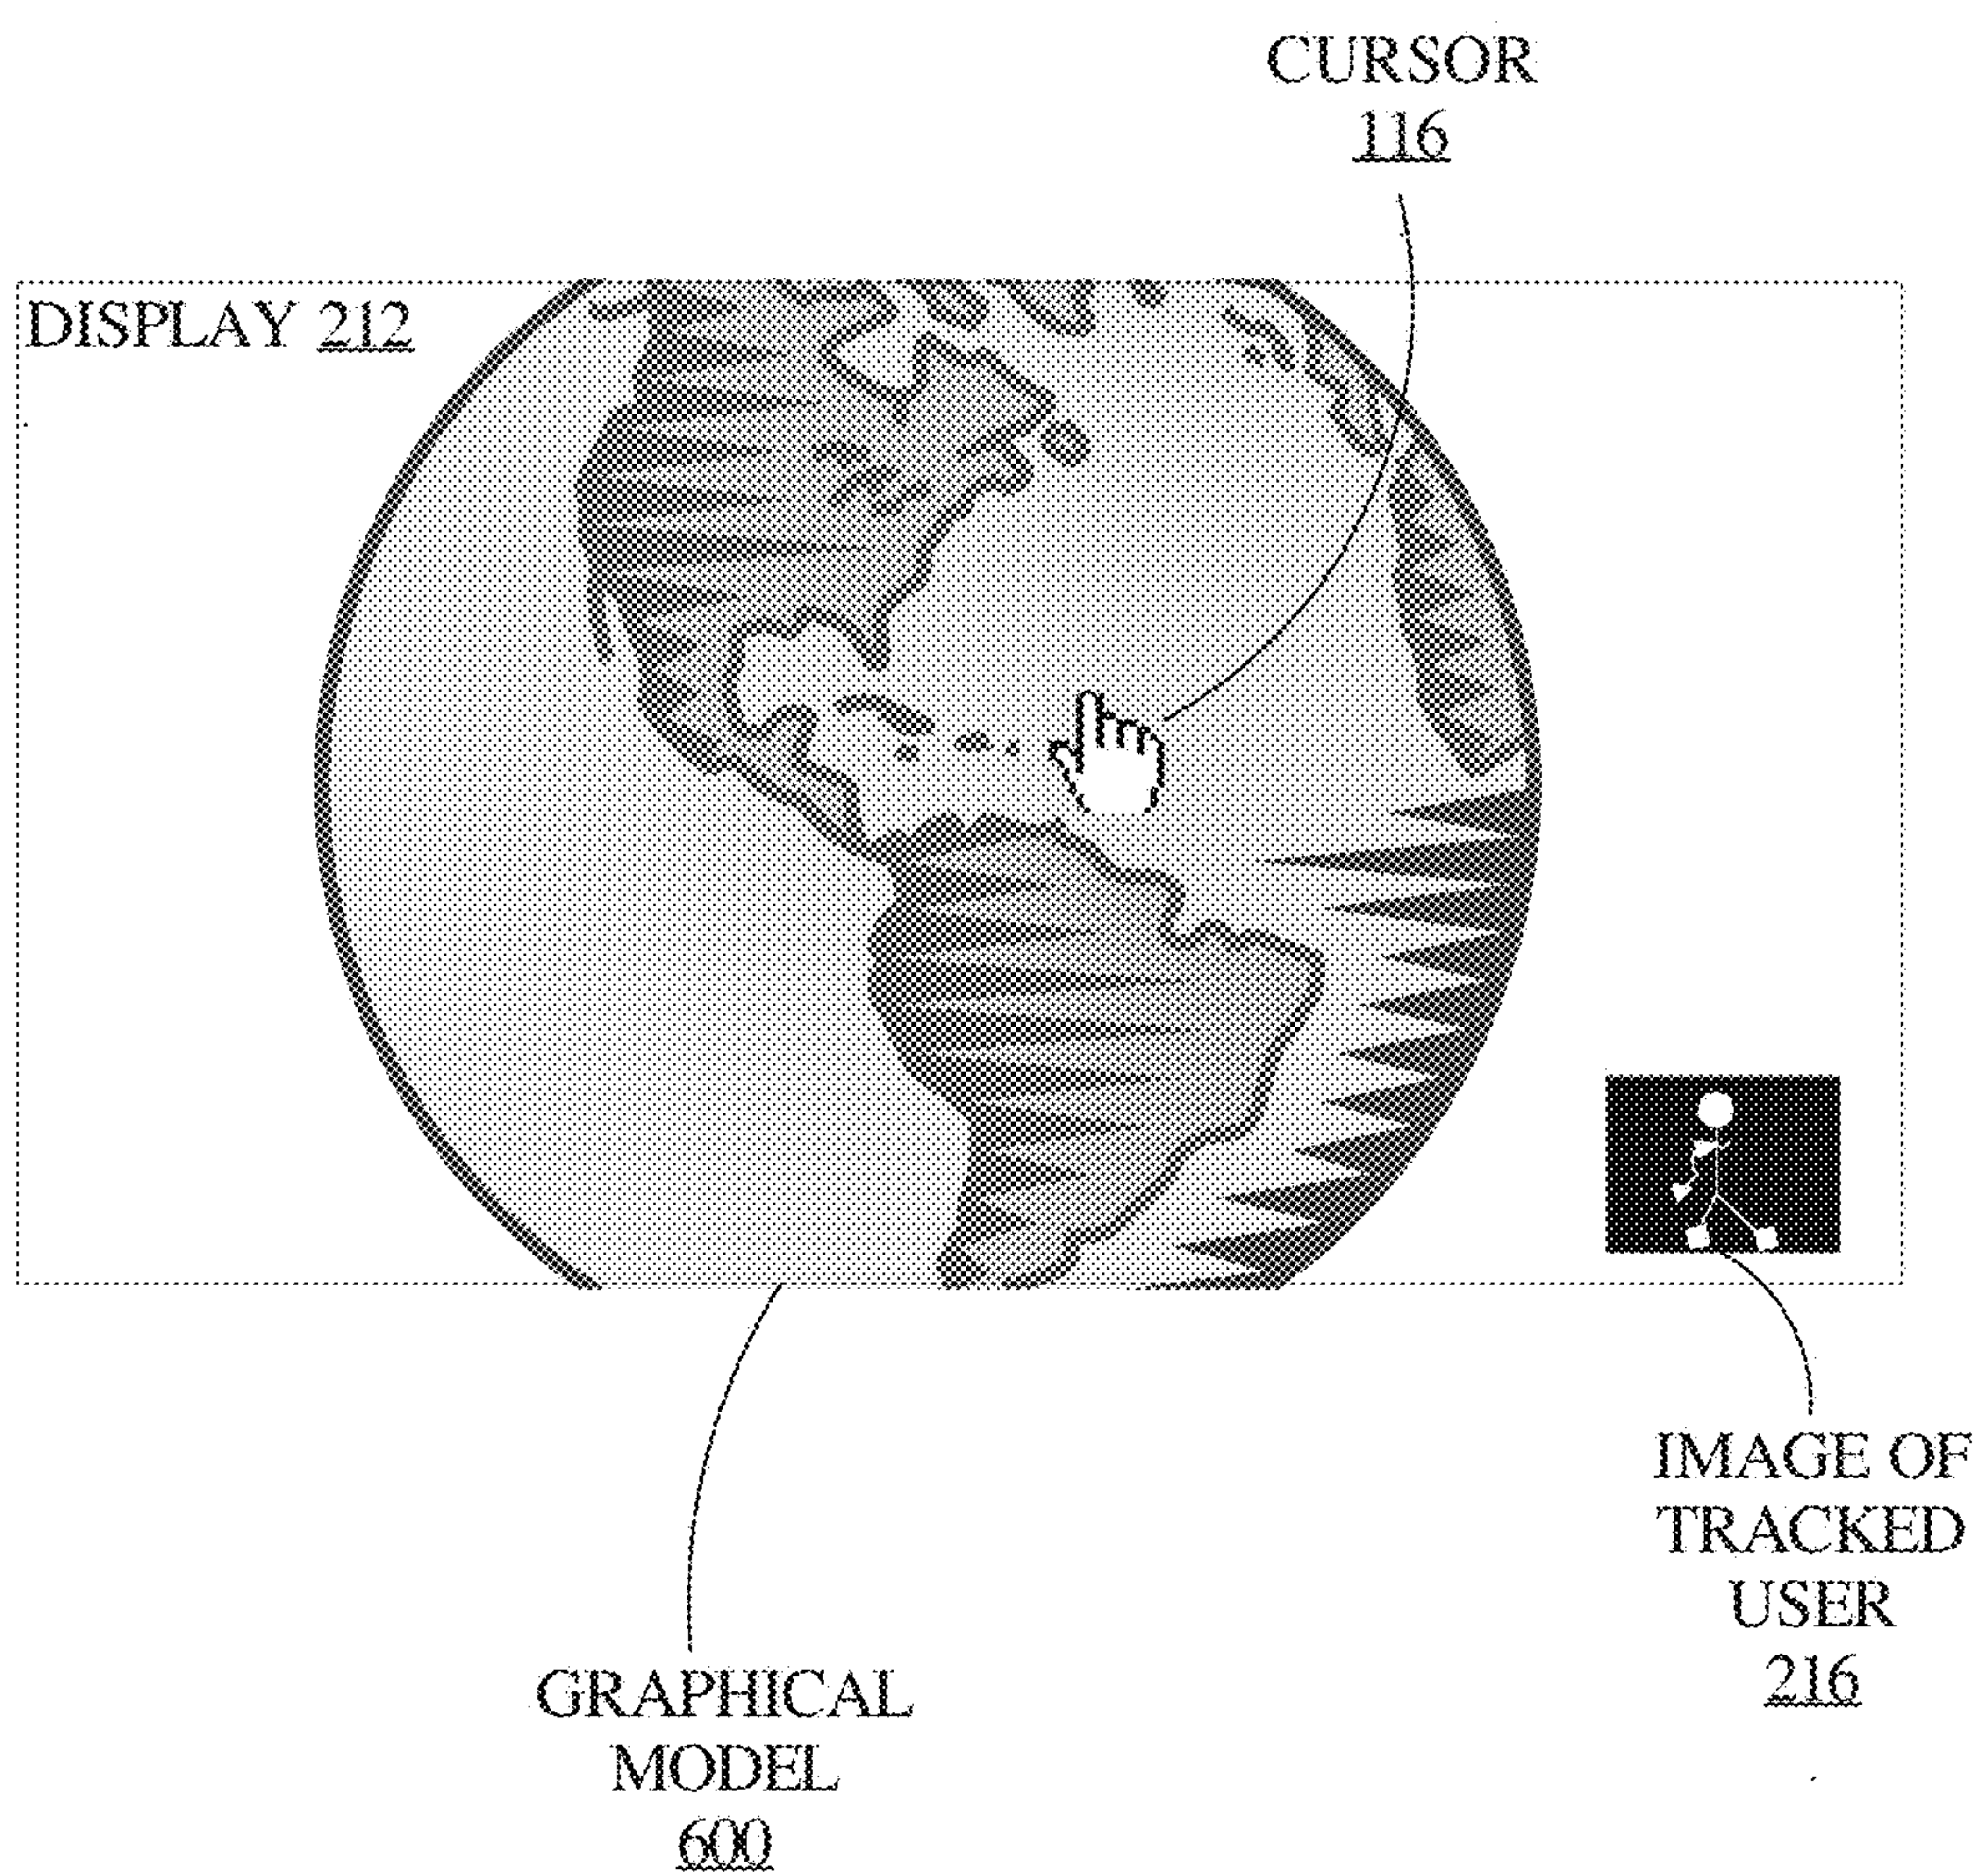 CURSOR
116
DISPLAY 212
IMAGE OF
TRACKED
USER
216
GRAPHICAL
MODEL
600